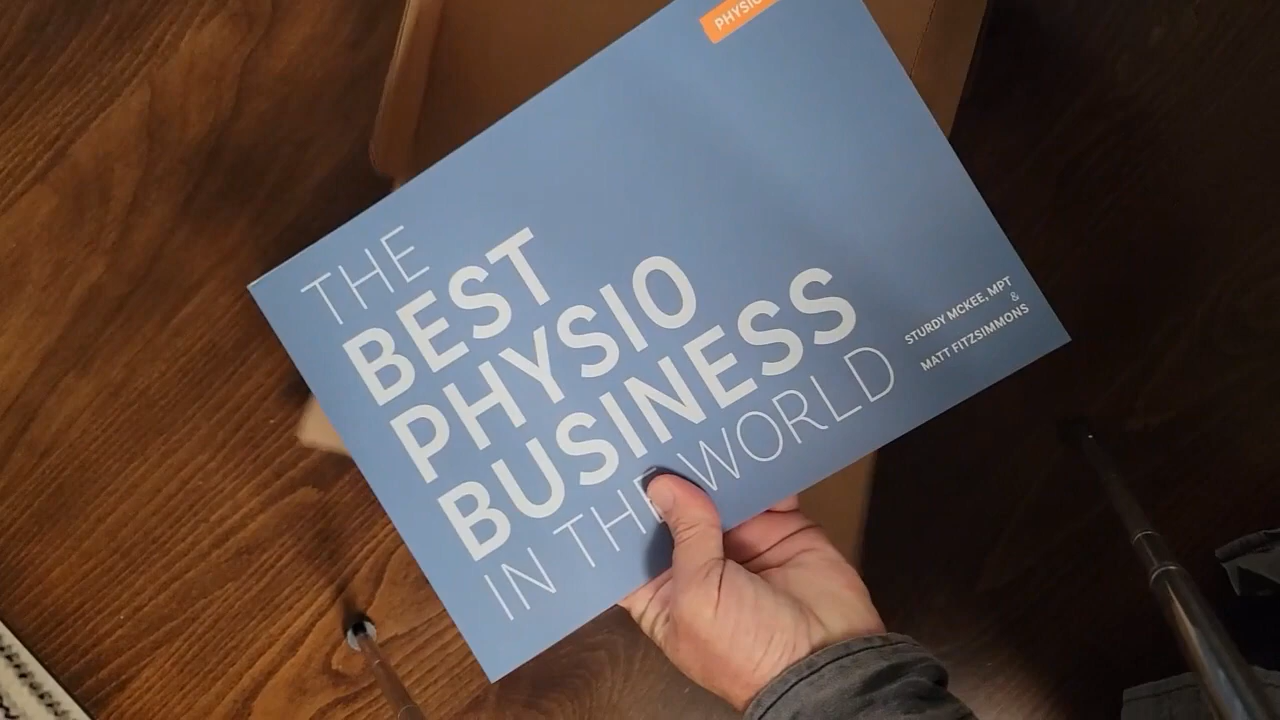 PHYSIO
THE
BEST
PHYSIO
BUSINESS
IN THE WORLD
STURDY MCKEE, MPT
&
MATT FITZSIMMONS